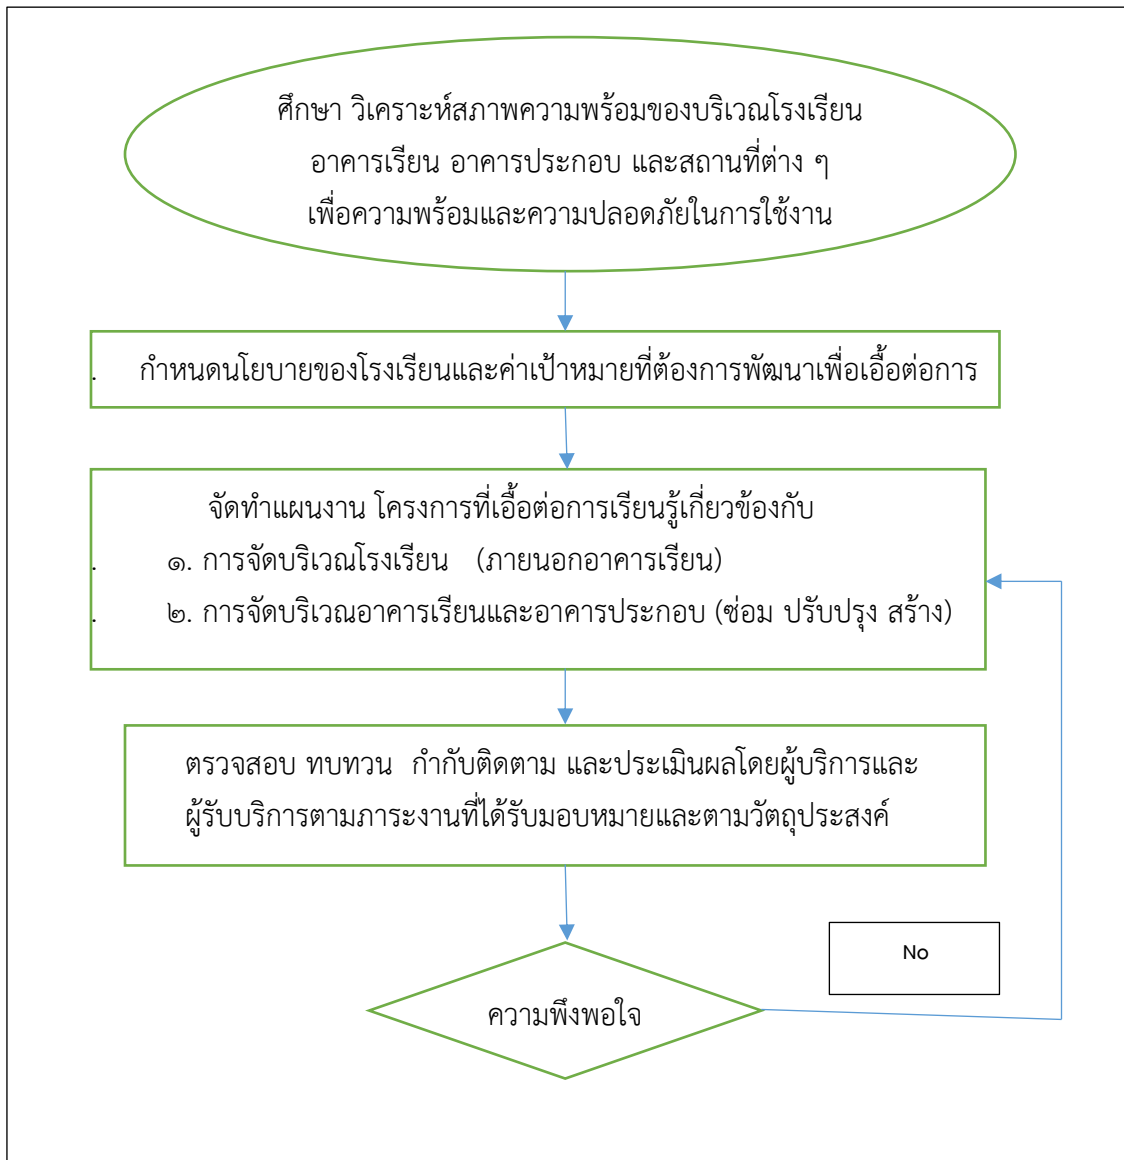 ศึกษา วิเคราะห์สภาพความพร้อมของบริเวณโรงเรียน
อาคารเรียน อาคารประกอบ และสถานที่ต่าง ๆ
เพื่อความพร้อมและความปลอดภัยในการใช้งาน
. กำหนดนโยบายของโรงเรียนและค่าเป้าหมายที่ต้องการพัฒนาเพื่อเอื้อต่อการ
จัดทำแผนงาน โครงการที่เอื้อต่อการเรียนรู้เกี่ยวข้องกับ
. ๑. การจัดบริเวณโรงเรียน (ภายนอกอาคารเรียน)
. ๒. การจัดบริเวณอาคารเรียนและอาคารประกอบ (ซ่อม ปรับปรุง สร้าง)
ตรวจสอบ ทบทวน กำกับติดตาม และประเมินผลโดยผู้บริการและ
ผู้รับบริการตามภาระงานที่ได้รับมอบหมายและตามวัตถุประสงค์
No
ความพึงพอใจ